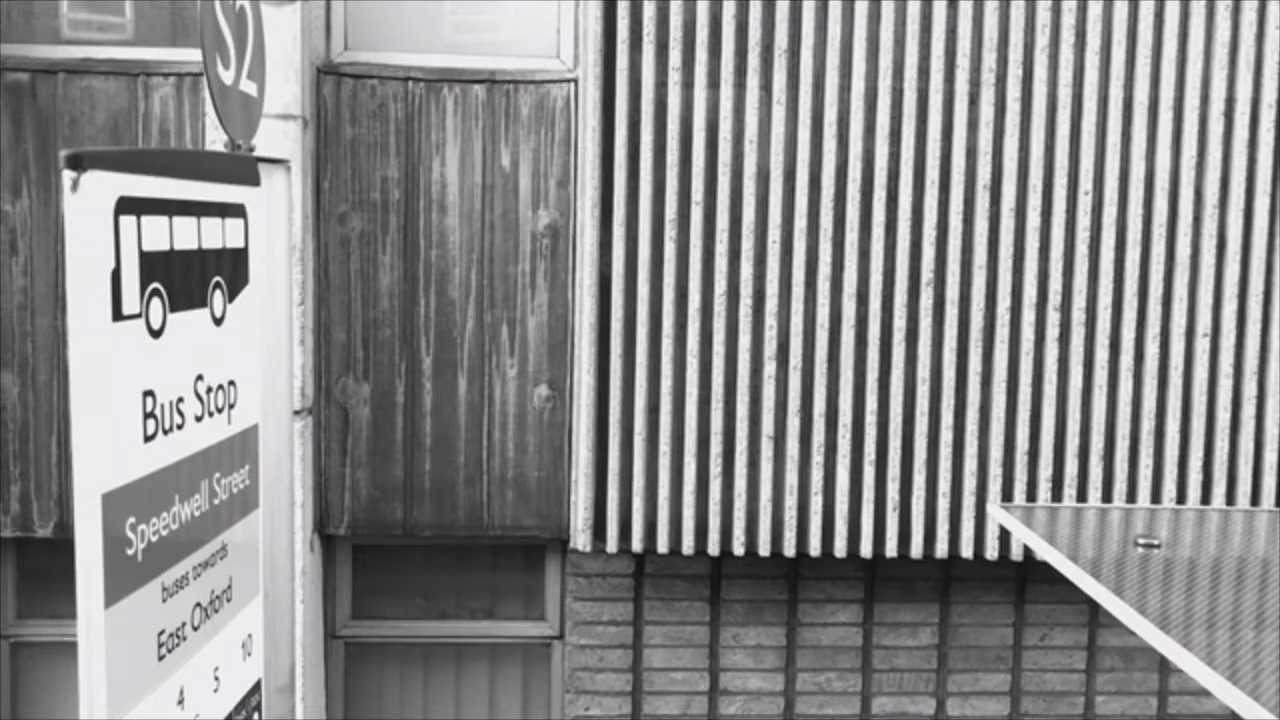 S2
Bus Stop
Speedwell Street
buses towards
East Oxford
4 5 10